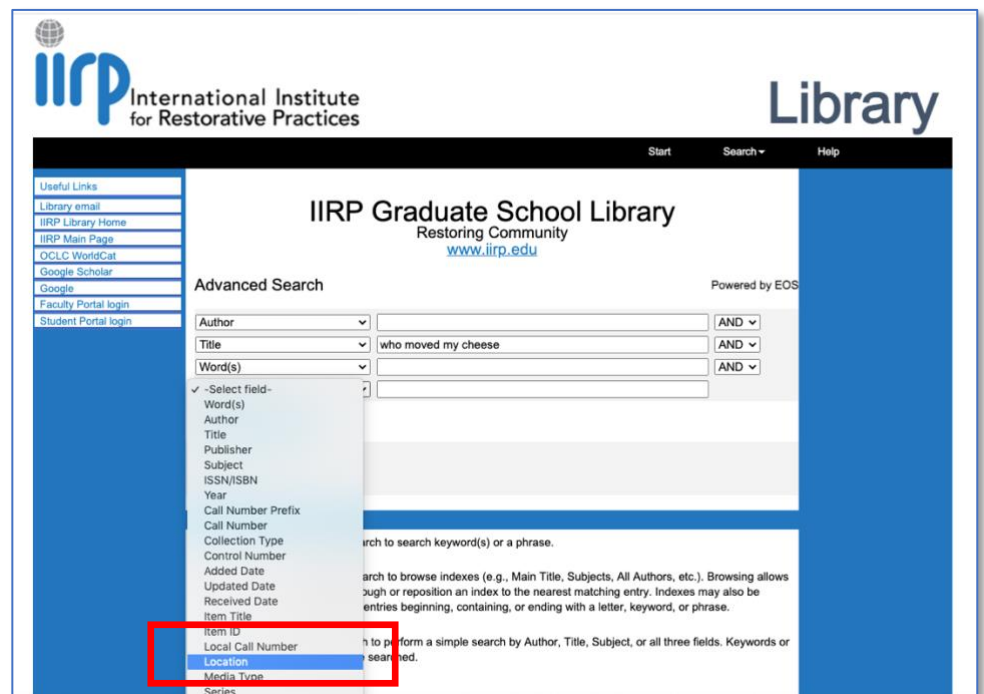 iirp
International Institute
for Restorative Practices
Library
Start Search Help
Useful Links
Library email
IIRP Library Home
IIRP Main Page
OCLC WorldCat
Google Scholar
Google
Faculty Portal login
Student Portal login
IIRP Graduate School Library
Restoring Community
www.iirp.edu
Advanced Search Powered by EOS
Author AND
Title who moved my cheese AND
Word(s) AND
✓ -Select field-
Word(s)
Author
Title
Publisher
Subject
ISSN/ISBN
Year
Call Number Prefix
Call Number
Collection Type
Control Number
Added Date
Updated Date
Received Date
Item Title
Item ID
Local Call Number
Location
Media Type
Series
to search keyword(s) or a phrase.
to browse indexes (e.g., Main Title, Subjects, All Authors, etc.). Browsing allows
or reposition an index to the nearest matching entry. Indexes may also be
entries beginning, containing, or ending with a letter, keyword, or phrase.
to perform a simple search by Author, Title, Subject, or all three fields. Keywords or
searched.